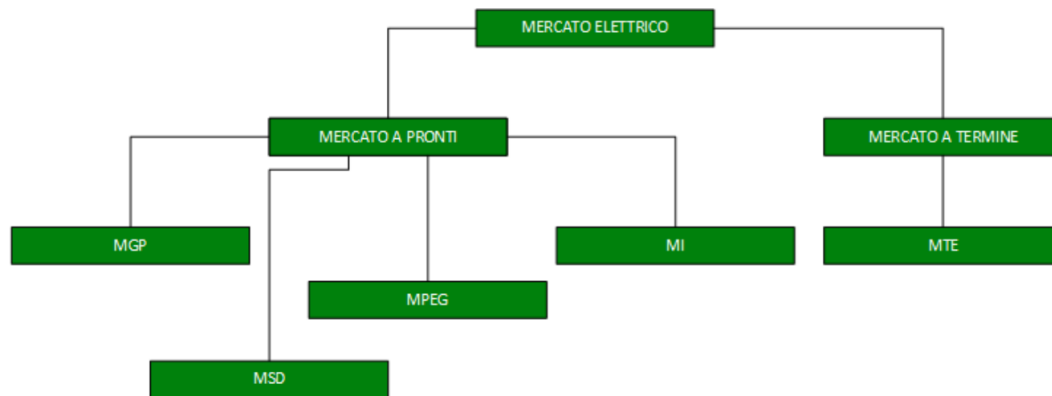 MERCATO ELETTRICO
MERCATO A PRONTI
MERCATO A TERMINE
MGP
MI
MTE
MPEG
MSD